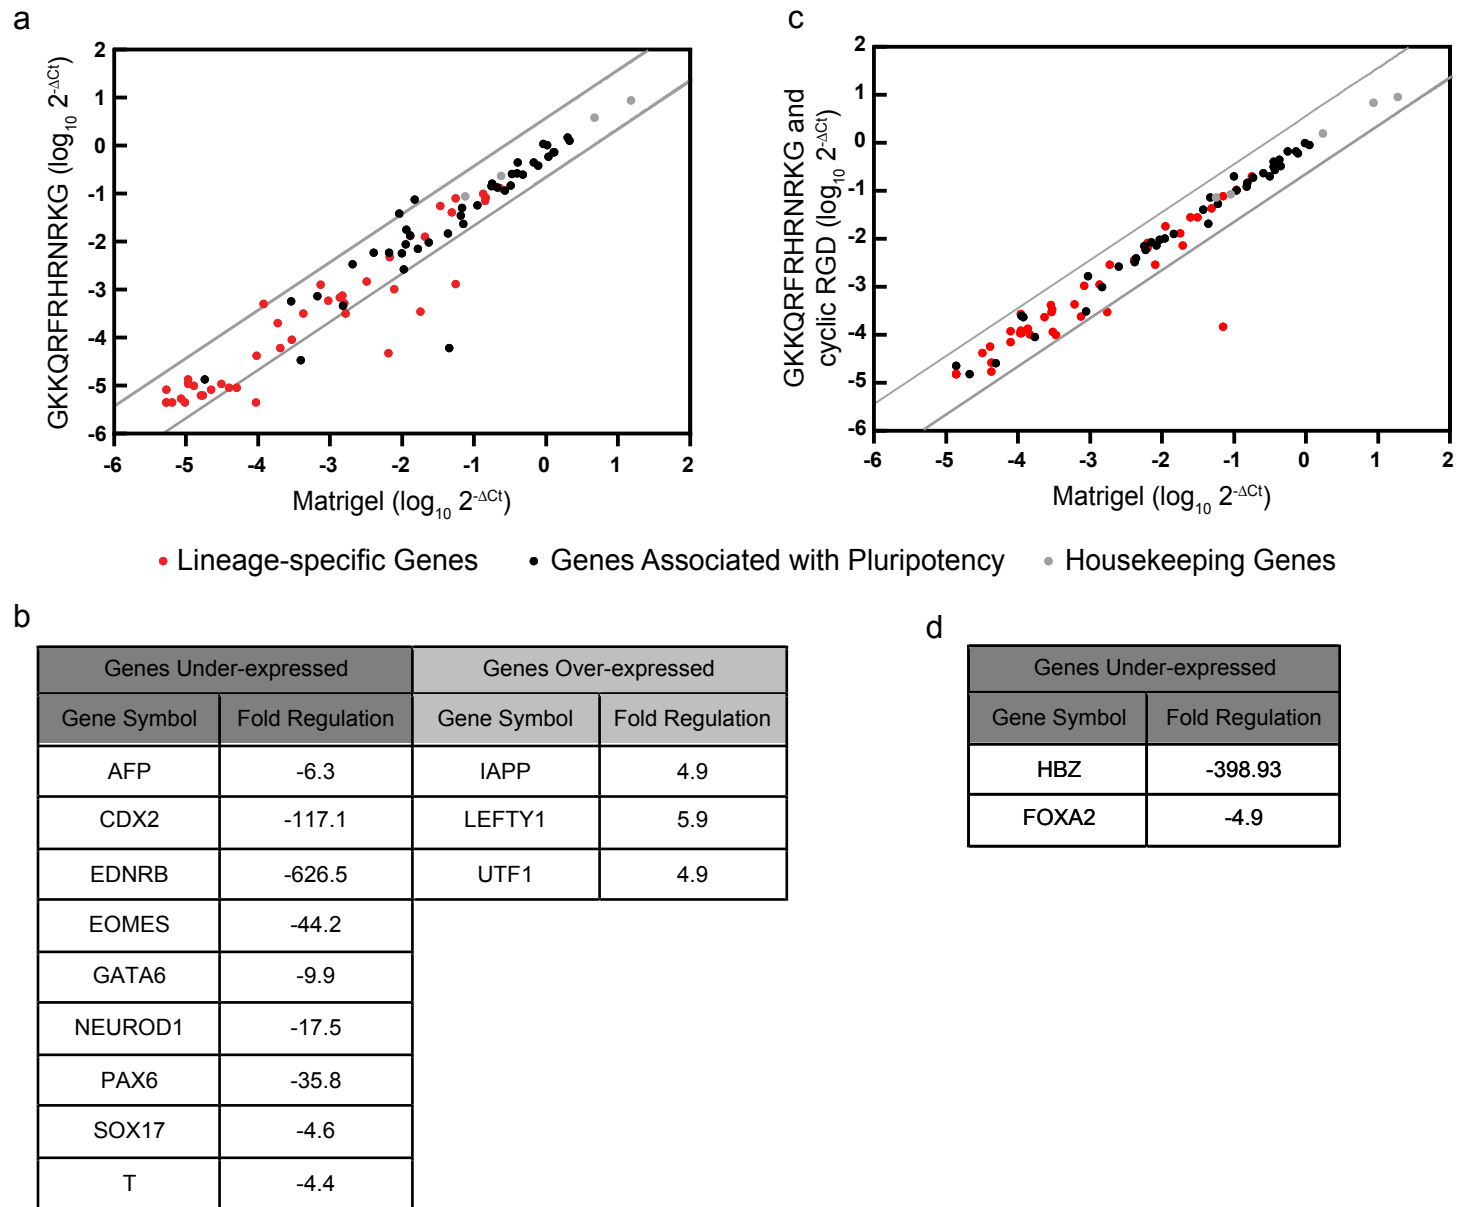 a
GKKQRFRHRNRKG (log10 2-ΔCt)
2
1
0
-1
-2
-3
-4
-5
-6
-6 -5 -4 -3 -2 -1 0 1 2
Matrigel (log10 2-ΔCt)
c
GKKQRFRHRNRKG and
cyclic RGD (log10 2-ΔCt)
2
1
0
-1
-2
-3
-4
-5
-6
-6 -5 -4 -3 -2 -1 0 1 2
Matrigel (log10 2-ΔCt)
Lineage-specific Genes Genes Associated with Pluripotency Housekeeping Genes
b
Genes Under-expressed Genes Over-expressed
Gene Symbol Fold Regulation Gene Symbol Fold Regulation
AFP -6.3 IAPP 4.9
CDX2 -117.1 LEFTY1 5.9
EDNRB -626.5 UTF1 4.9
EOMES -44.2
GATA6 -9.9
NEUROD1 -17.5
PAX6 -35.8
SOX17 -4.6
T -4.4
d
Genes Under-expressed
Gene Symbol Fold Regulation
HBZ -398.93
FOXA2 -4.9